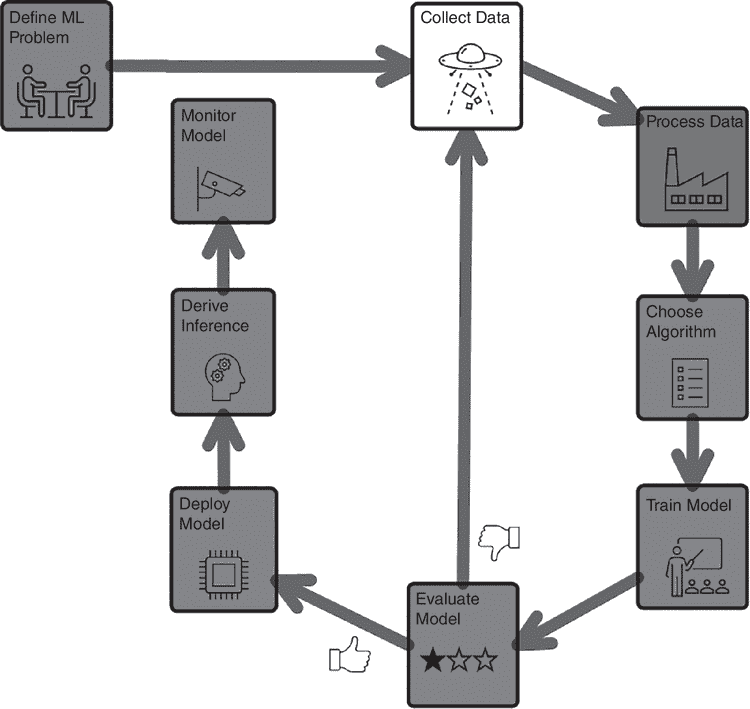 Define ML
Problem
Collect Data
Process Data
Monitor
Model
Derive
Inference
Choose
Algorithm
Deploy
Model
Train Model
Evaluate
Model